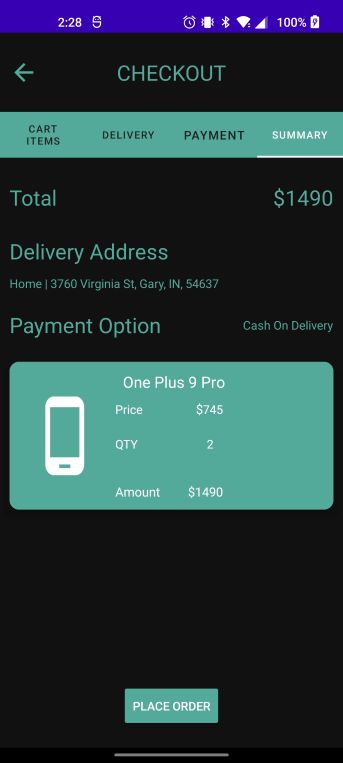 2:28 100%
CHECKOUT
CART
ITEMS
DELIVERY
PAYMENT
SUMMARY
Total $1490
Delivery Address
Home | 3760 Virginia St, Gary, IN, 54637
Payment Option Cash On Delivery
One Plus 9 Pro
Price $745
QTY 2
Amount $1490
PLACE ORDER